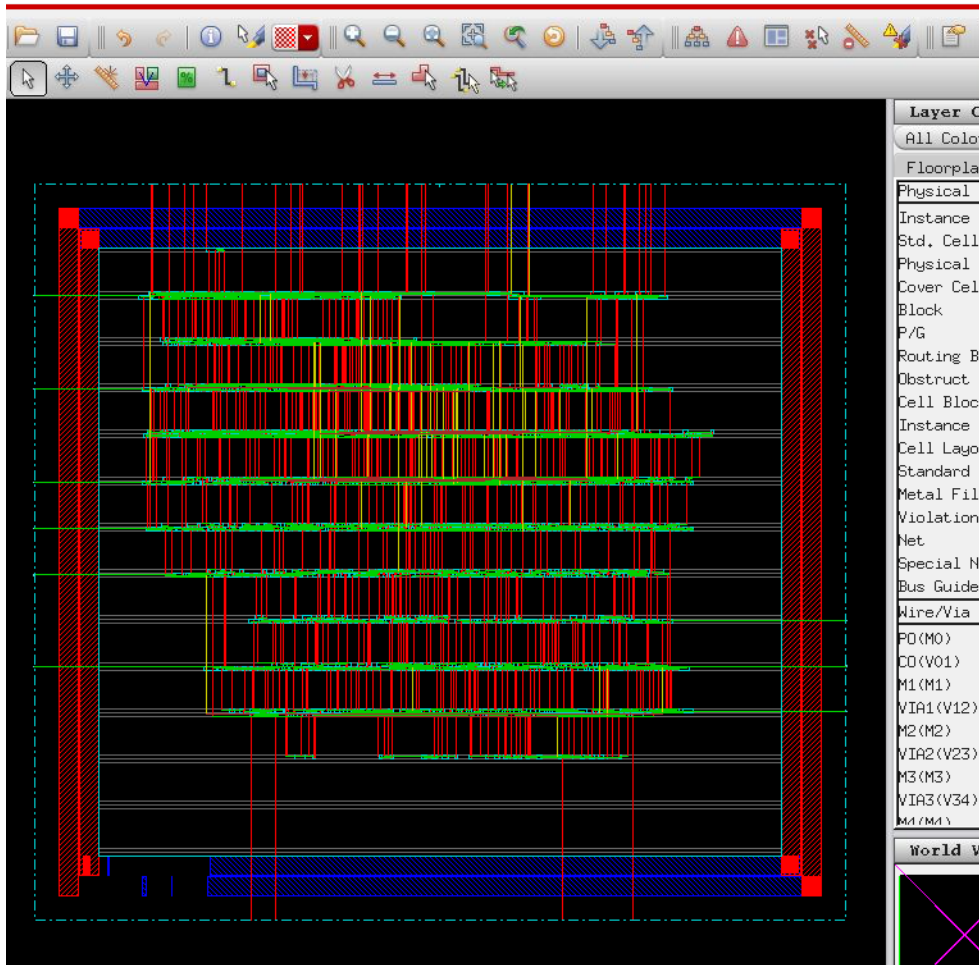 Layer C
All Colo
Floorpla
Physical
Instance
Std. Cell
Physical
Cover Cel
Block
P/G
Routing B
Obstruct
Cell Bloc
Instance
Cell Layo
Standard
Metal Fil
Violation
Net
Special N
Bus Guide
Wire/Via
PO(M0)
CO(V01)
M1(M1)
VIA1(V12)
M2(M2)
VIA2(V23)
M3(M3)
VIA3(V34)
M4(M4)
World V